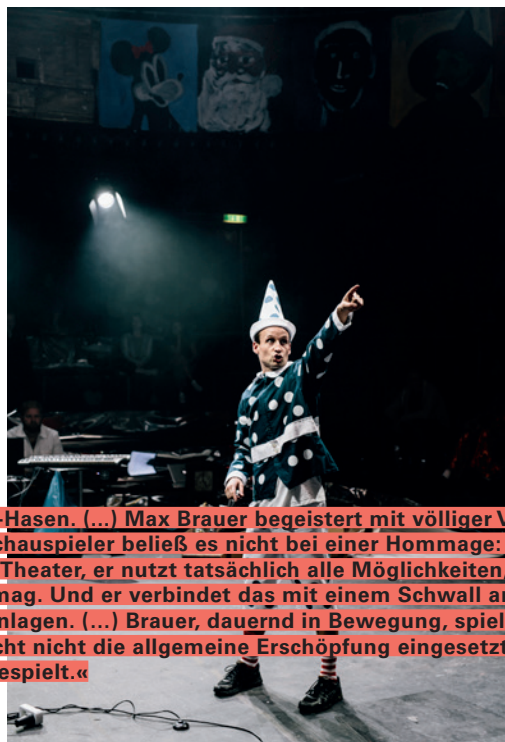 -Hasen. (...) Max Brauer begeistert mit völliger V
chauspieler beließ es nicht bei einer Hommage:
Theater, er nutzt tatsächlich alle Möglichkeiten,
mag. Und er verbindet das mit einem Schwall an
nlagen. (...) Brauer, dauernd in Bewegung, spiel
cht nicht die allgemeine Erschöpfung eingesetzt
espielt.«